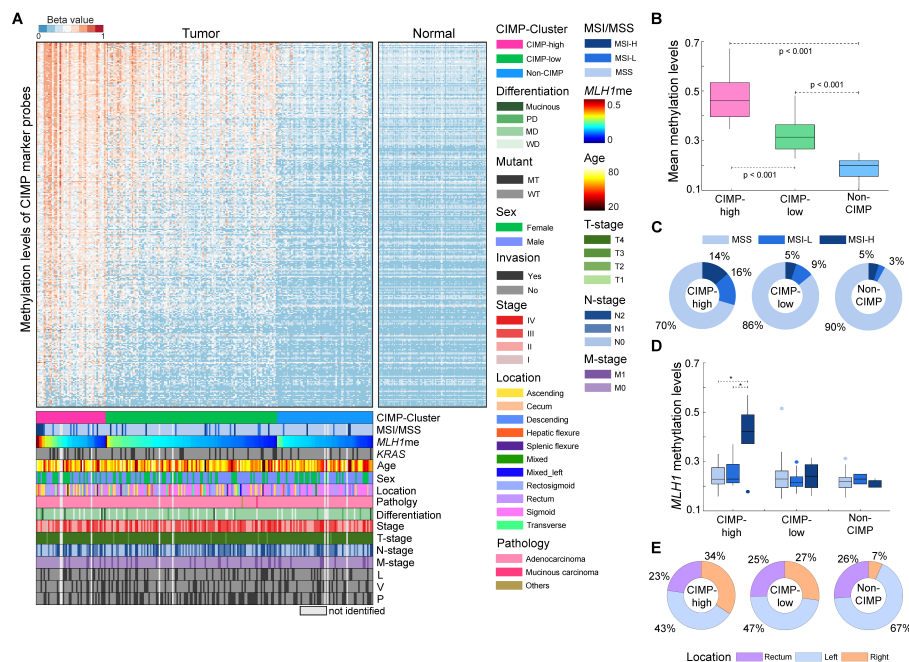 A
Beta value
0
1
Tumor
Normal
Methylation levels of CIMP marker probes
CIMP-Cluster
MSI/MSS
MLH1me
KRAS
Age
Sex
Location
Patholgy
Differentiation
Stage
T-stage
N-stage
M-stage
L
V
P
not identified
CIMP-Cluster
CIMP-high
CIMP-low
Non-CIMP
Differentiation
Mucinous
PD
MD
WD
Mutant
MT
WT
Sex
Female
Male
Invasion
Yes
No
Stage
IV
III
II
I
Location
Ascending
Cecum
Descending
Hepatic flexure
Splenic flexure
Mixed
Mixed_left
Rectosigmoid
Rectum
Sigmoid
Transverse
Pathology
Adenocarcinoma
Mucinous carcinoma
Others
MSI/MSS
MSI-H
MSI-L
MSS
MLH1me
0.5
0
Age
80
20
T-stage
T4
T3
T2
T1
N-stage
N2
N1
N0
M-stage
M1
M0
B
Mean methylation levels
0.7
0.5
0.3
0.1
p < 0.001
p < 0.001
p < 0.001
CIMP-high
CIMP-low
Non-CIMP
C
MSS
MSI-L
MSI-H
14%
16%
70%
CIMP-high
5%
9%
86%
CIMP-low
5%
3%
90%
Non-CIMP
D
MLH1 methylation levels
0.7
0.5
0.3
0.1
*
*
CIMP-high
CIMP-low
Non-CIMP
E
34%
23%
43%
CIMP-high
25%
27%
47%
CIMP-low
26%
7%
67%
Non-CIMP
Location
Rectum
Left
Right